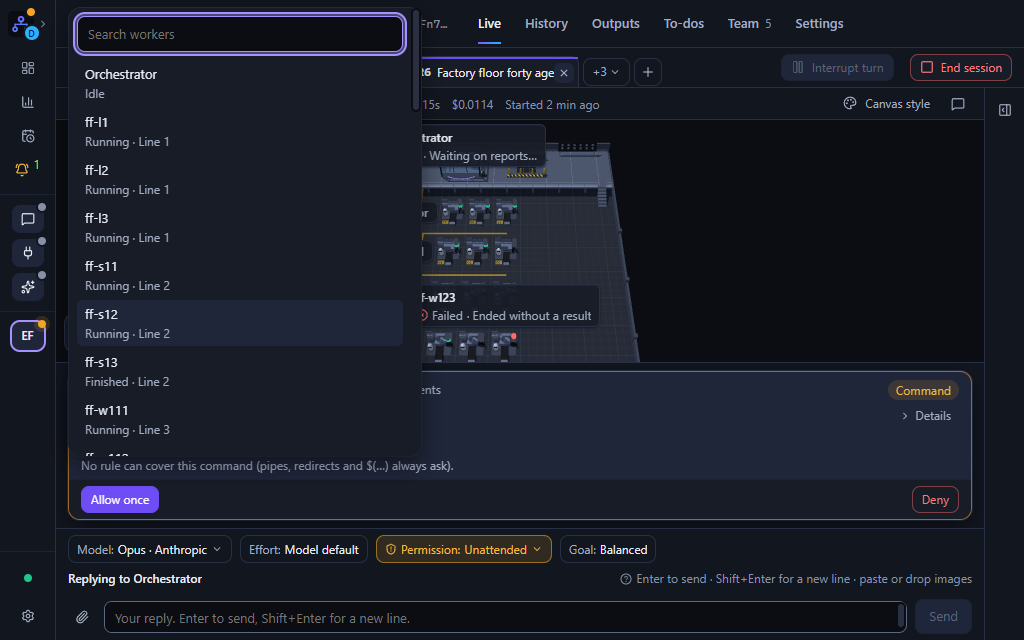 Search workers
Orchestrator
Idle
ff-l1
Running · Line 1
ff-l2
Running · Line 1
ff-l3
Running · Line 1
ff-s11
Running · Line 2
ff-s12
Running · Line 2
ff-s13
Finished · Line 2
ff-w111
Running · Line 3
Fn7...
Live
History
Outputs
To-dos
Team 5
Settings
D
1
EF
26 Factory floor forty age
+3
Interrupt turn
End session
15s $0.0114 Started 2 min ago
Canvas style
trator
· Waiting on reports...
or
f-w123
Failed · Ended without a result
ents
Command
Details
No rule can cover this command (pipes, redirects and $(...) always ask).
Allow once
Deny
Model: Opus · Anthropic
Effort: Model default
Permission: Unattended
Goal: Balanced
Replying to Orchestrator
Enter to send · Shift+Enter for a new line · paste or drop images
Your reply. Enter to send, Shift+Enter for a new line.
Send